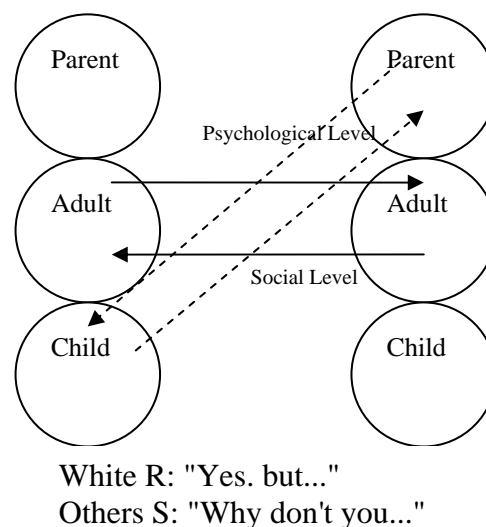 Parent Parent
Psychological Level
Adult Adult
Social Level
Child Child
White R: "Yes. but..."
Others S: "Why don't you..."